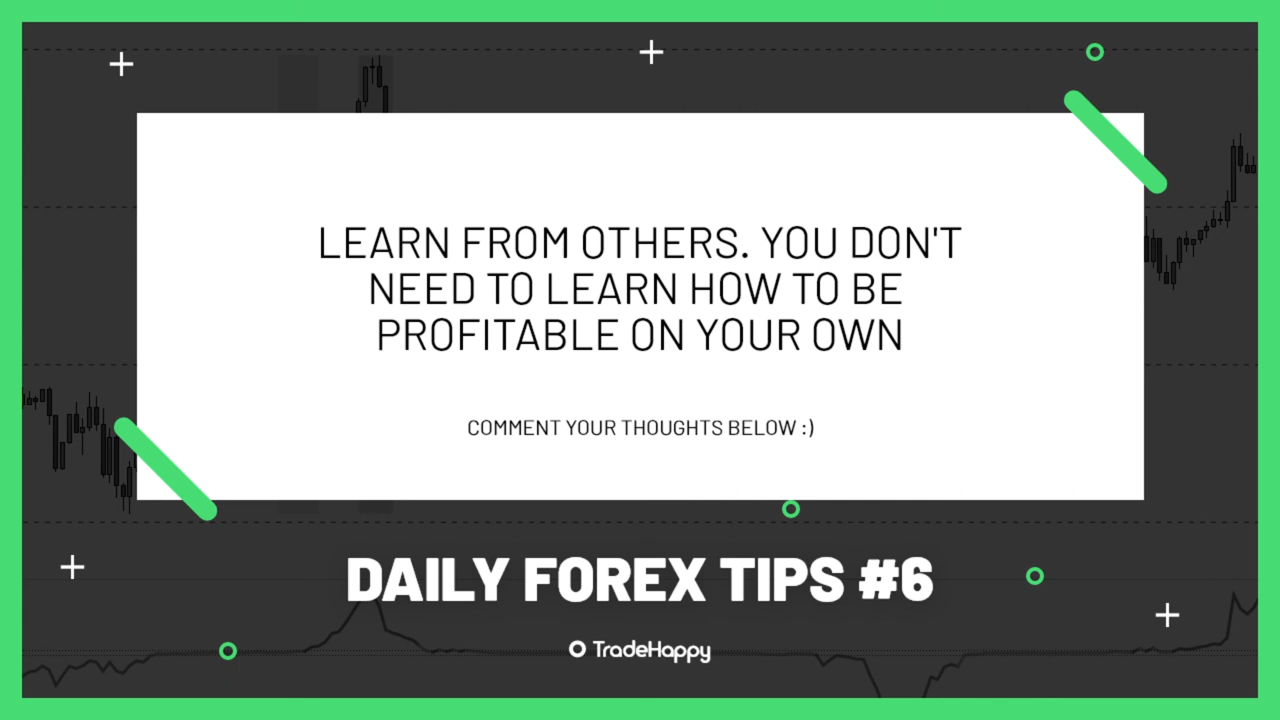 LEARN FROM OTHERS. YOU DON'T
NEED TO LEARN HOW TO BE
PROFITABLE ON YOUR OWN
COMMENT YOUR THOUGHTS BELOW :)
DAILY FOREX TIPS #6
TradeHappy